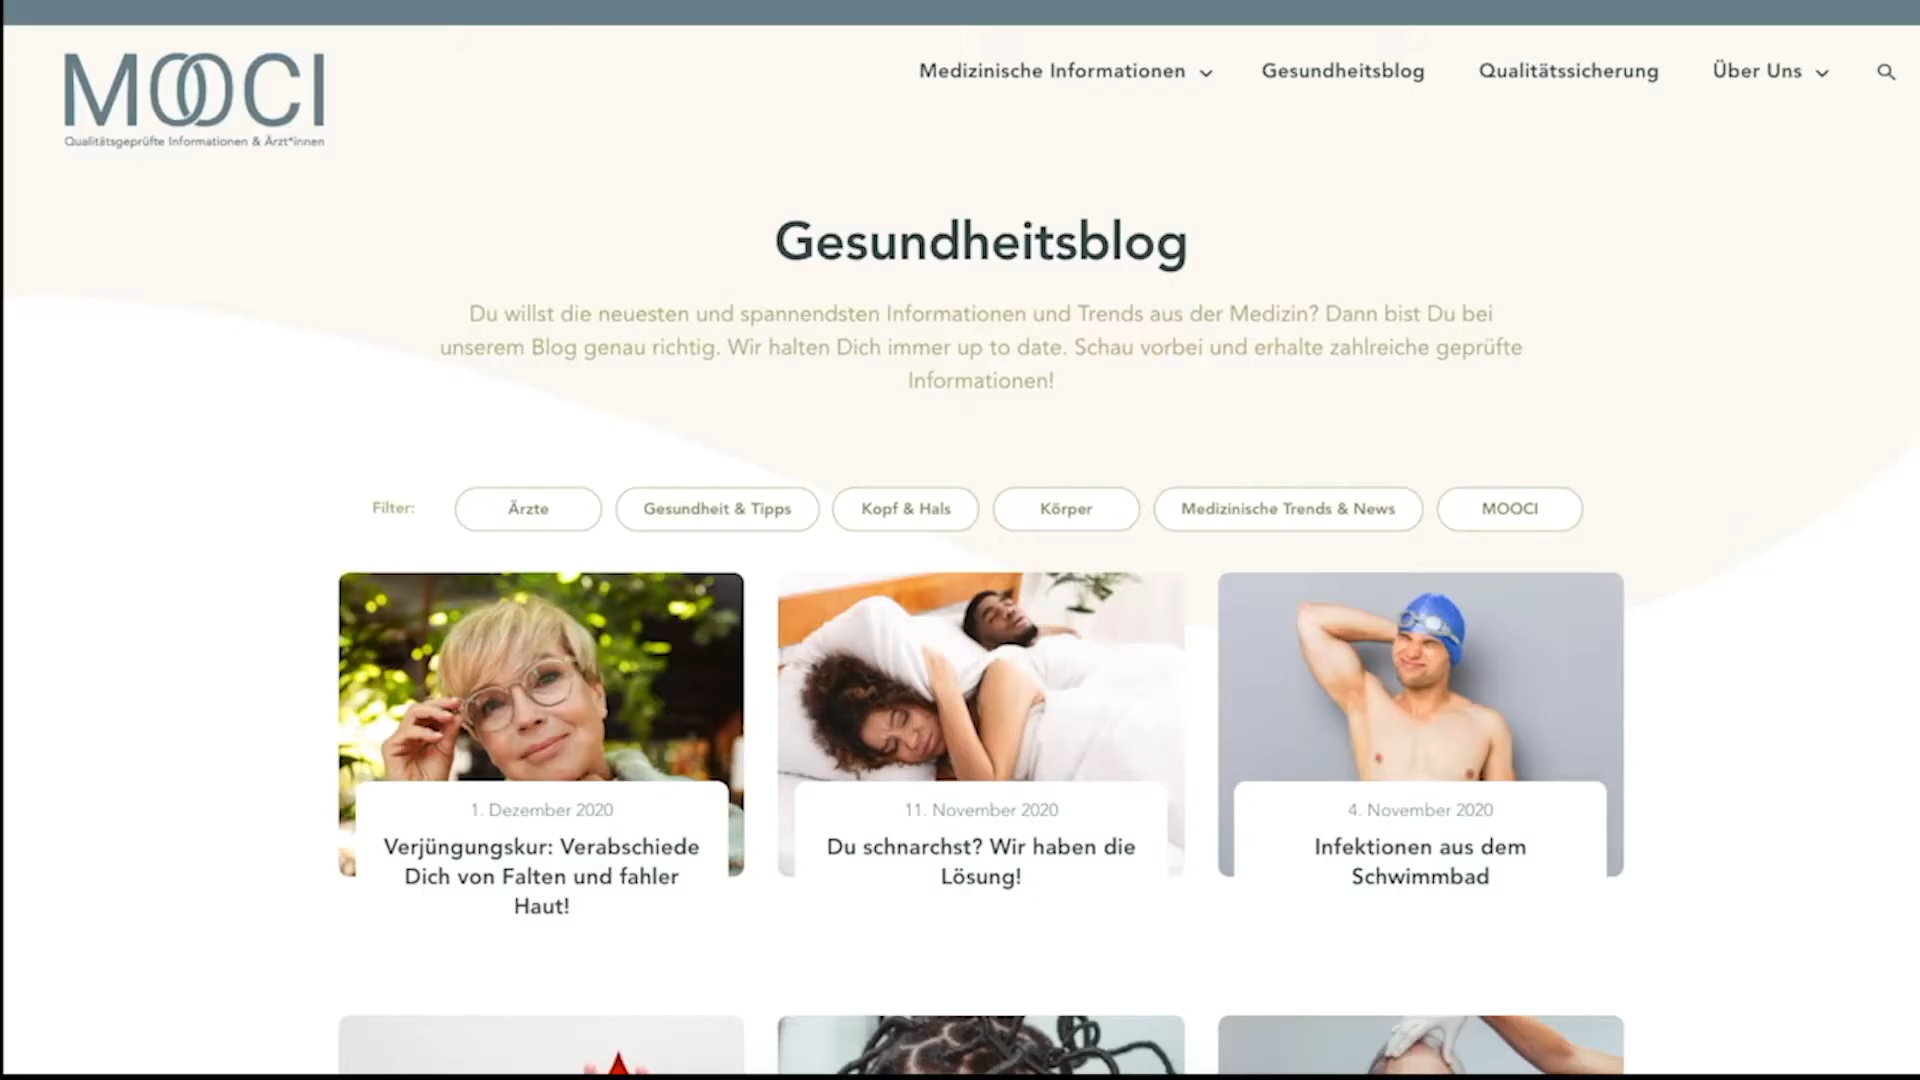 MOOCI
Qualitätsgeprüfte Informationen & Ärzt*innen
Medizinische Informationen
Gesundheitsblog
Qualitätssicherung
Über Uns
Gesundheitsblog
Du willst die neuesten und spannendsten Informationen und Trends aus der Medizin? Dann bist Du bei
unserem Blog genau richtig. Wir halten Dich immer up to date. Schau vorbei und erhalte zahlreiche geprüfte
Informationen!
Filter:
Ärzte
Gesundheit & Tipps
Kopf & Hals
Körper
Medizinische Trends & News
MOOCI
1. Dezember 2020
Verjüngungskur: Verabschiede
Dich von Falten und fahler
Haut!
11. November 2020
Du schnarchst? Wir haben die
Lösung!
4. November 2020
Infektionen aus dem
Schwimmbad